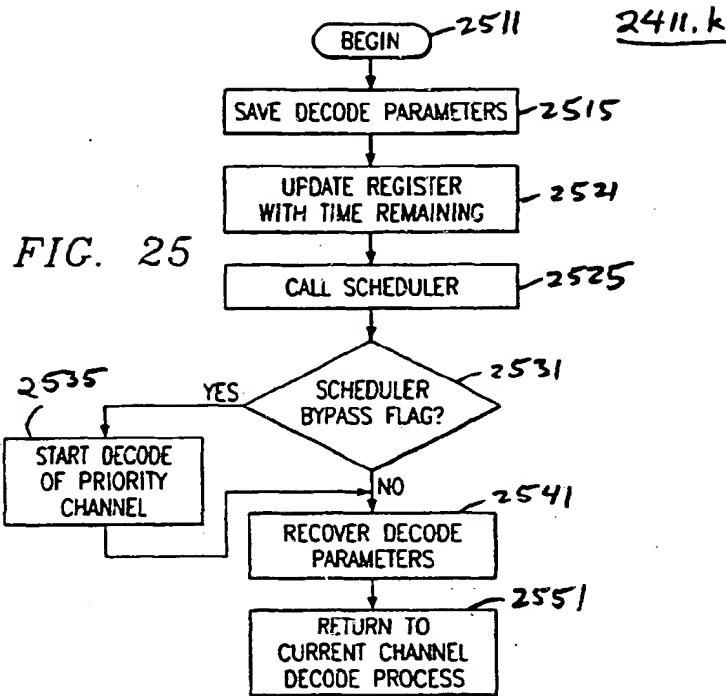 BEGIN
2511
2411.k
SAVE DECODE PARAMETERS
2515
UPDATE REGISTER
WITH TIME REMAINING
2521
FIG. 25
CALL SCHEDULER
2525
2535
YES
SCHEDULER
BYPASS FLAG?
2531
START DECODE
OF PRIORITY
CHANNEL
NO
2541
RECOVER DECODE
PARAMETERS
2551
RETURN TO
CURRENT CHANNEL
DECODE PROCESS